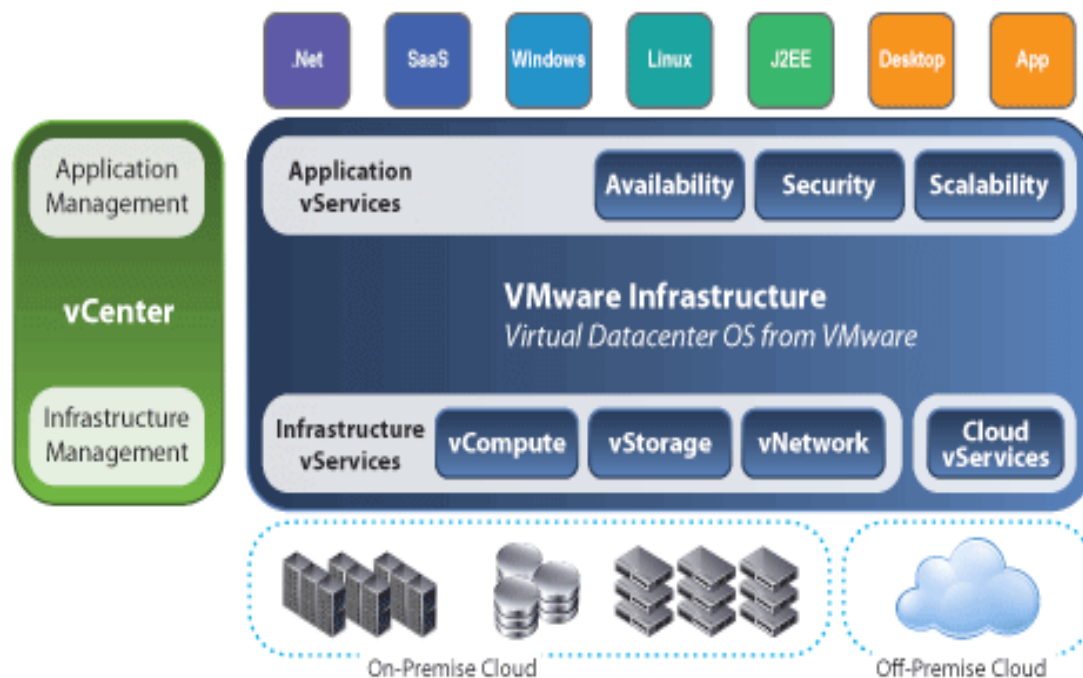 .Net
SaaS
Windows
Linux
J2EE
Desktop
App
Application
Management
vCenter
Infrastructure
Management
Application
vServices
Availability
Security
Scalability
VMware Infrastructure
Virtual Datacenter OS from VMware
Infrastructure
vServices
vCompute
vStorage
vNetwork
Cloud
vServices
On-Premise Cloud
Off-Premise Cloud